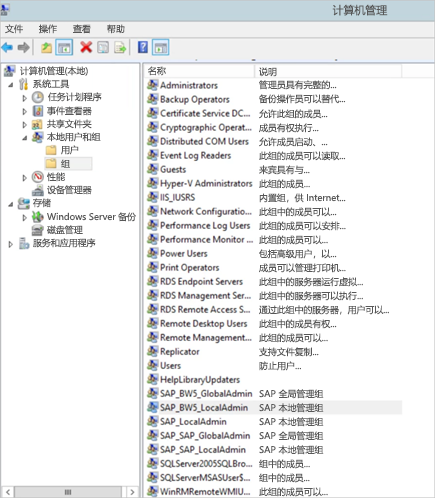 计算机管理
文件 操作 查看 帮助
计算机管理(本地)
系统工具
任务计划程序
事件查看器
共享文件夹
本地用户和组
用户
组
性能
设备管理器
存储
Windows Server 备份
磁盘管理
服务和应用程序
名称 说明
Administrators 管理员具有完整的...
Backup Operators 备份操作员可以替代...
Certificate Service DC... 允许此组的成员...
Cryptographic Operat... 成员有权执行...
Distributed COM Users 允许成员启动、...
Event Log Readers 此组的成员可以读取...
Guests 来宾具有与...
Hyper-V Administrators 此组的成员...
IIS_IUSRS 内置组，供 Internet...
Network Configuratio... 此组中的成员可以...
Performance Log Users 此组的成员可以安排...
Performance Monitor ... 此组的成员可以...
Power Users 包括高级用户，以...
Print Operators 成员可以管理打印机...
RDS Endpoint Servers 此组中的服务器运行虚拟...
RDS Management Ser... 此组中的服务器可以执行...
RDS Remote Access S... 通过此组中的服务器，用户可以...
Remote Desktop Users 此组中的成员有权...
Remote Management... 此组的成员可以...
Replicator 支持文件复制...
Users 防止用户...
HelpLibraryUpdaters
SAP_BW5_GlobalAdmin SAP 全局管理组
SAP_BW5_LocalAdmin SAP 本地管理组
SAP_LocalAdmin SAP 本地管理组
SAP_SAP_GlobalAdmin SAP 全局管理组
SAP_SAP_LocalAdmin SAP 本地管理组
SQLServer2005SQLBro... 组中的成员...
SQLServerMSASUser$... 组中的成员...
WinRMRemoteWMIU... 此组的成员可以...